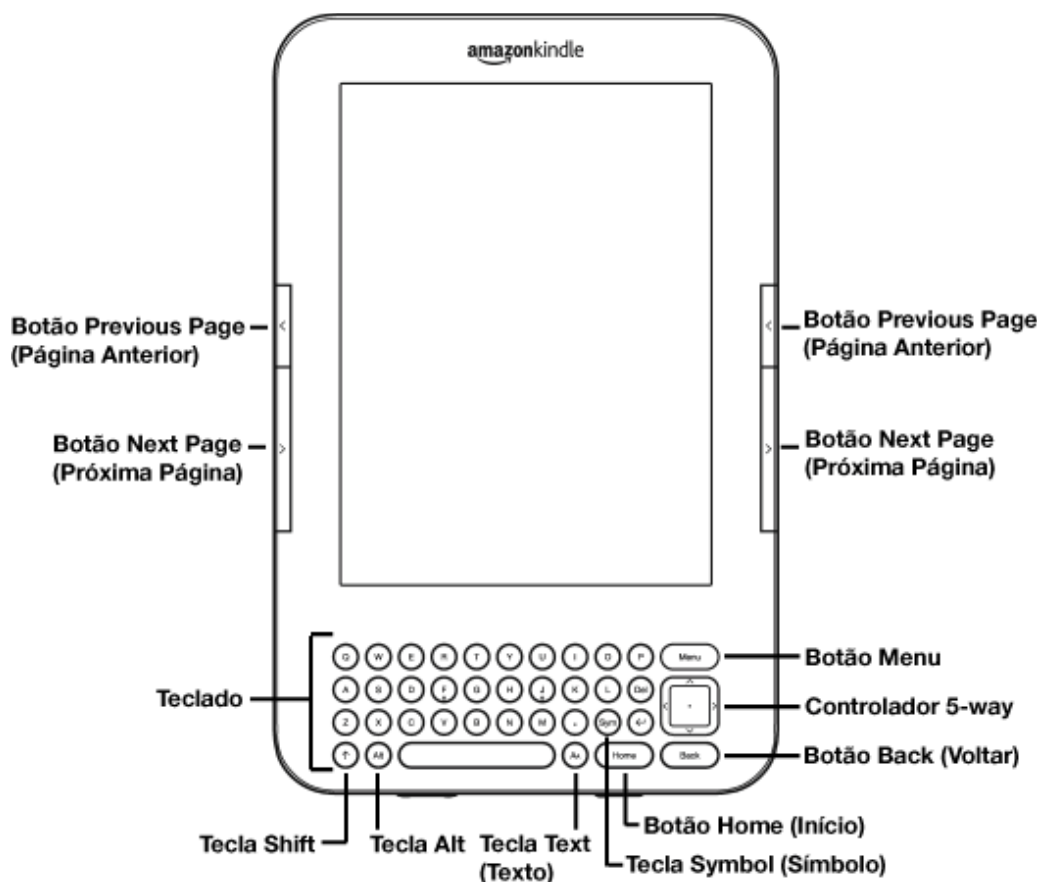 amazonkindle
Botão Previous Page
(Página Anterior)
Botão Previous Page
(Página Anterior)
Botão Next Page
(Próxima Página)
Botão Next Page
(Próxima Página)
Teclado
Q W E R T Y U I O P Menu
A S D F G H J K L Del
Z X C V B N M . Sym
Alt Aa Home Back
Botão Menu
Controlador 5-way
Botão Back (Voltar)
Botão Home (Início)
Tecla Symbol (Símbolo)
Tecla Shift
Tecla Alt
Tecla Text
(Texto)